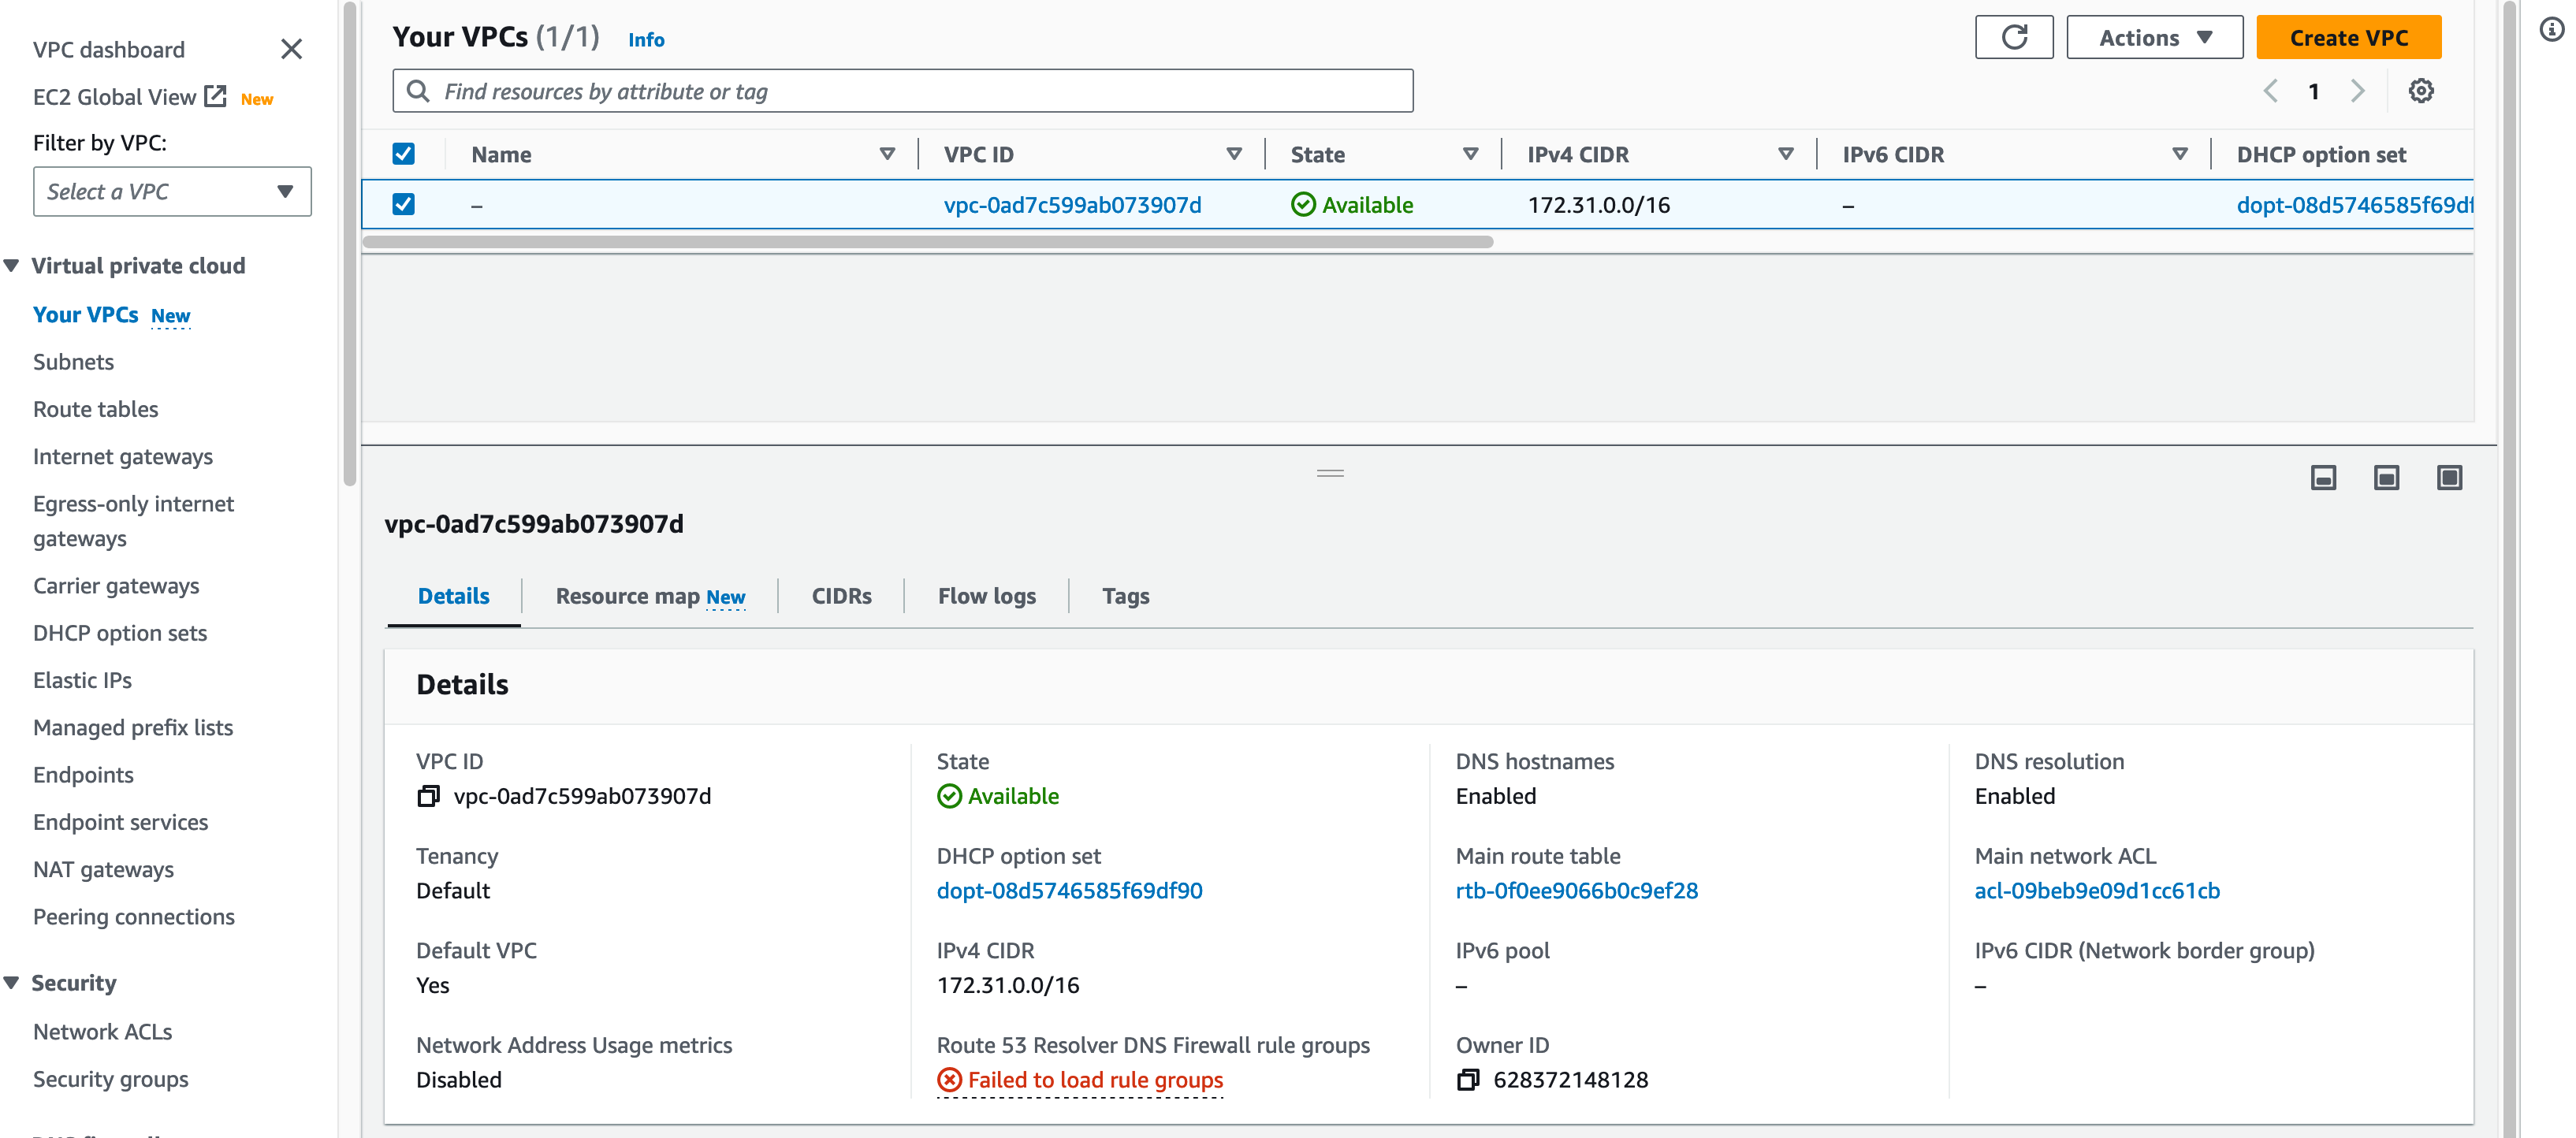 VPC dashboard
EC2 Global View New
Filter by VPC:
Select a VPC
Virtual private cloud
Your VPCs New
Subnets
Route tables
Internet gateways
Egress-only internet
gateways
Carrier gateways
DHCP option sets
Elastic IPs
Managed prefix lists
Endpoints
Endpoint services
NAT gateways
Peering connections
Security
Network ACLs
Security groups
Your VPCs (1/1) Info
Actions
Create VPC
Find resources by attribute or tag
1
Name VPC ID State IPv4 CIDR IPv6 CIDR DHCP option set
– vpc-0ad7c599ab073907d Available 172.31.0.0/16 – dopt-08d5746585f69df
vpc-0ad7c599ab073907d
Details Resource map New CIDRs Flow logs Tags
Details
VPC ID State DNS hostnames DNS resolution
vpc-0ad7c599ab073907d Available Enabled Enabled
Tenancy DHCP option set Main route table Main network ACL
Default dopt-08d5746585f69df90 rtb-0f0ee9066b0c9ef28 acl-09beb9e09d1cc61cb
Default VPC IPv4 CIDR IPv6 pool IPv6 CIDR (Network border group)
Yes 172.31.0.0/16 – –
Network Address Usage metrics Route 53 Resolver DNS Firewall rule groups Owner ID
Disabled Failed to load rule groups 628372148128